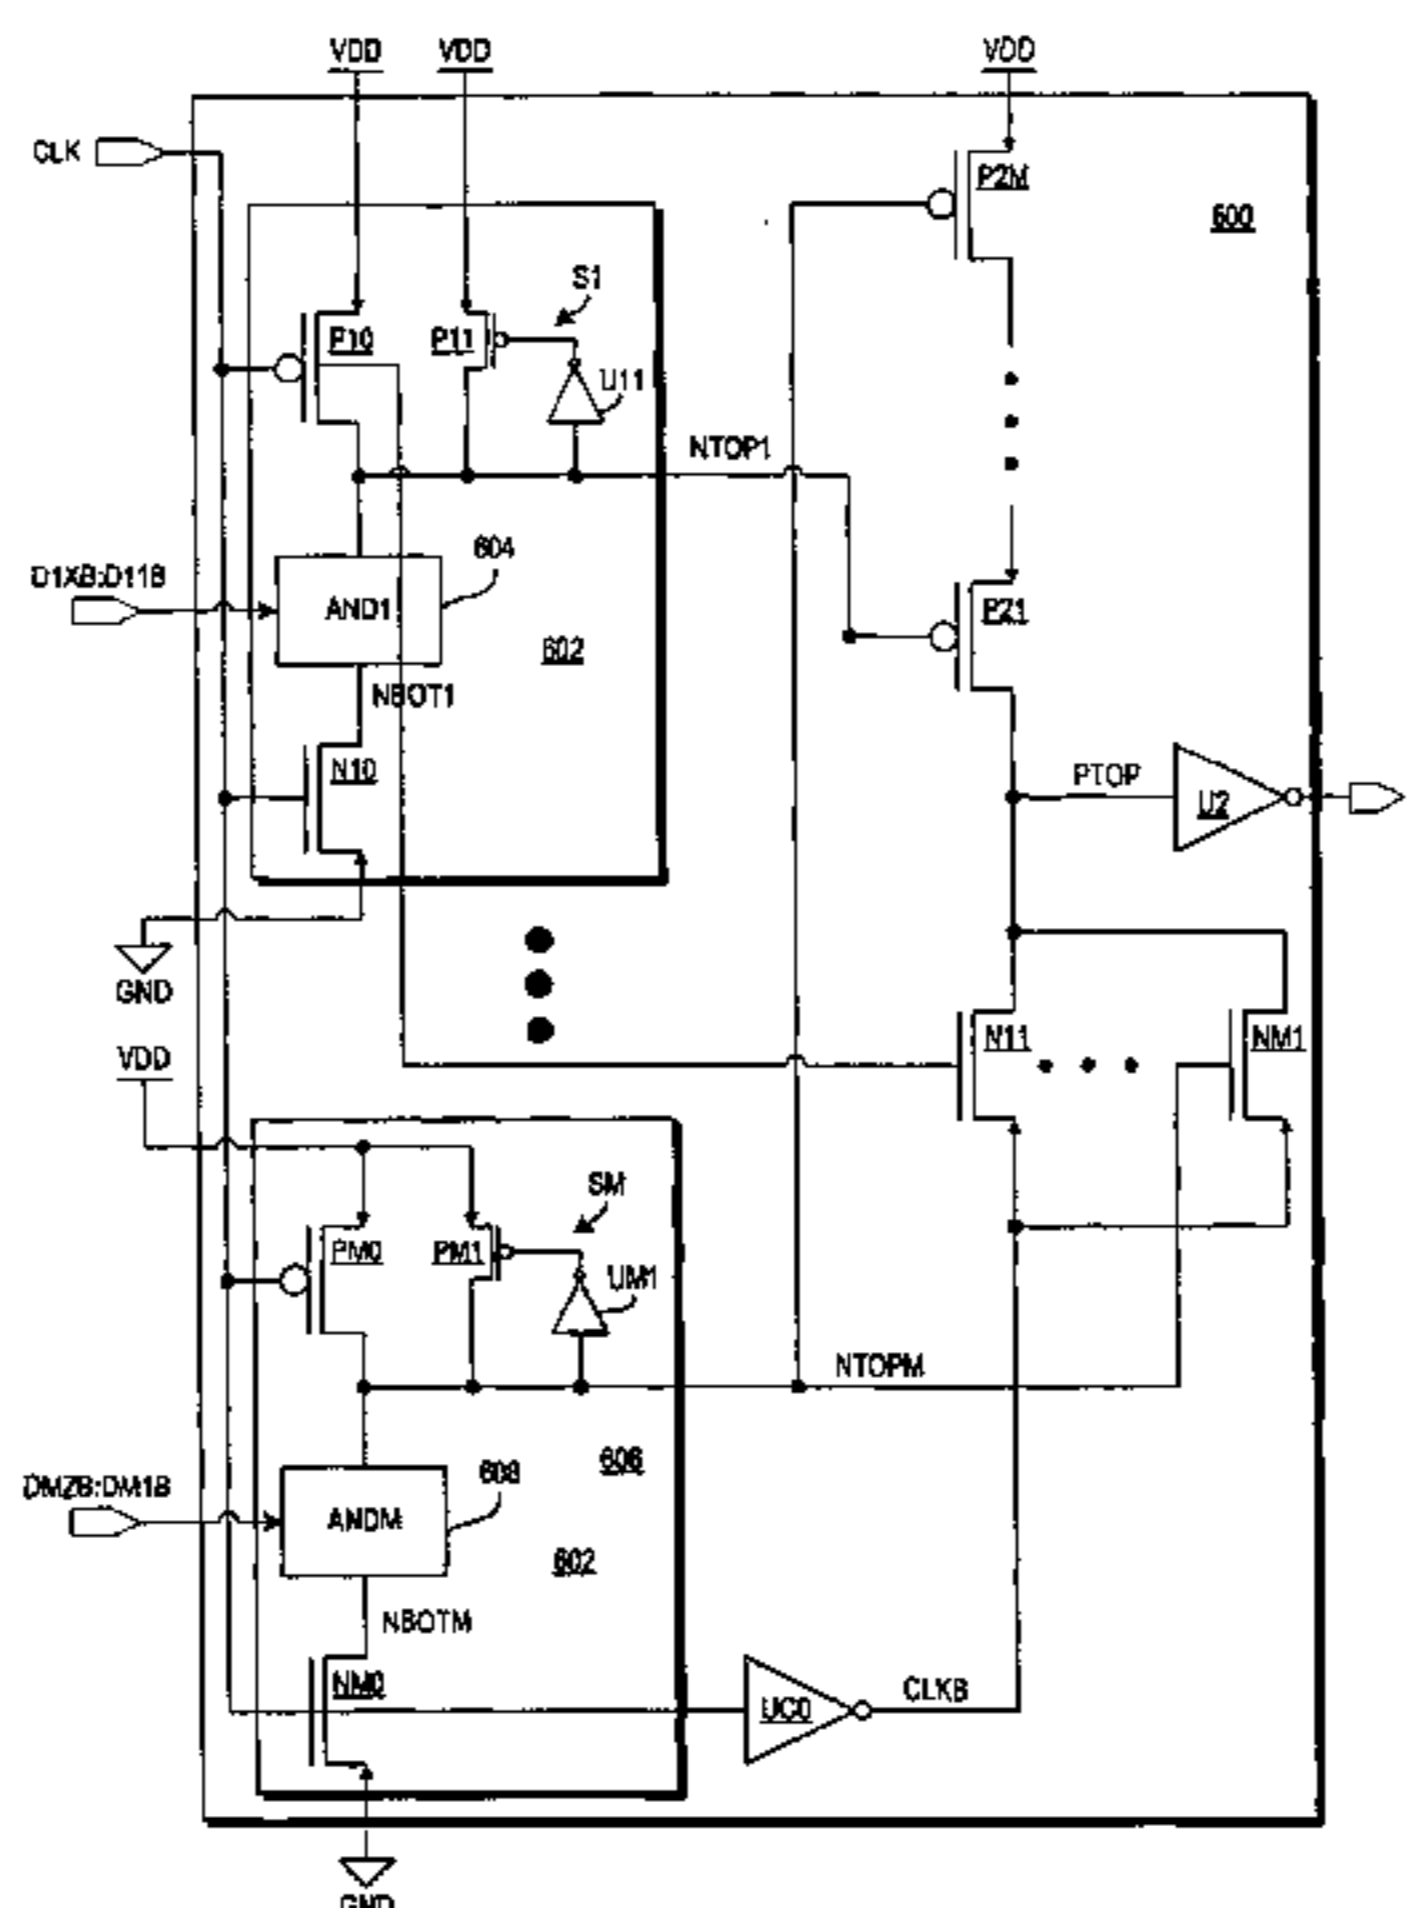 VDD
VDD
VDD
CLK
P2M
600
S1
P10
P11
U11
NTOP1
604
D1XB:D11B
AND1
P21
602
NBOT1
N10
PTOP
U2
GND
N11
NM1
VDD
SM
PM0
PM1
UM1
NTOPM
606
608
DMZB:DM1B
ANDM
602
NBOTM
NM0
UC0
CLKB
GND